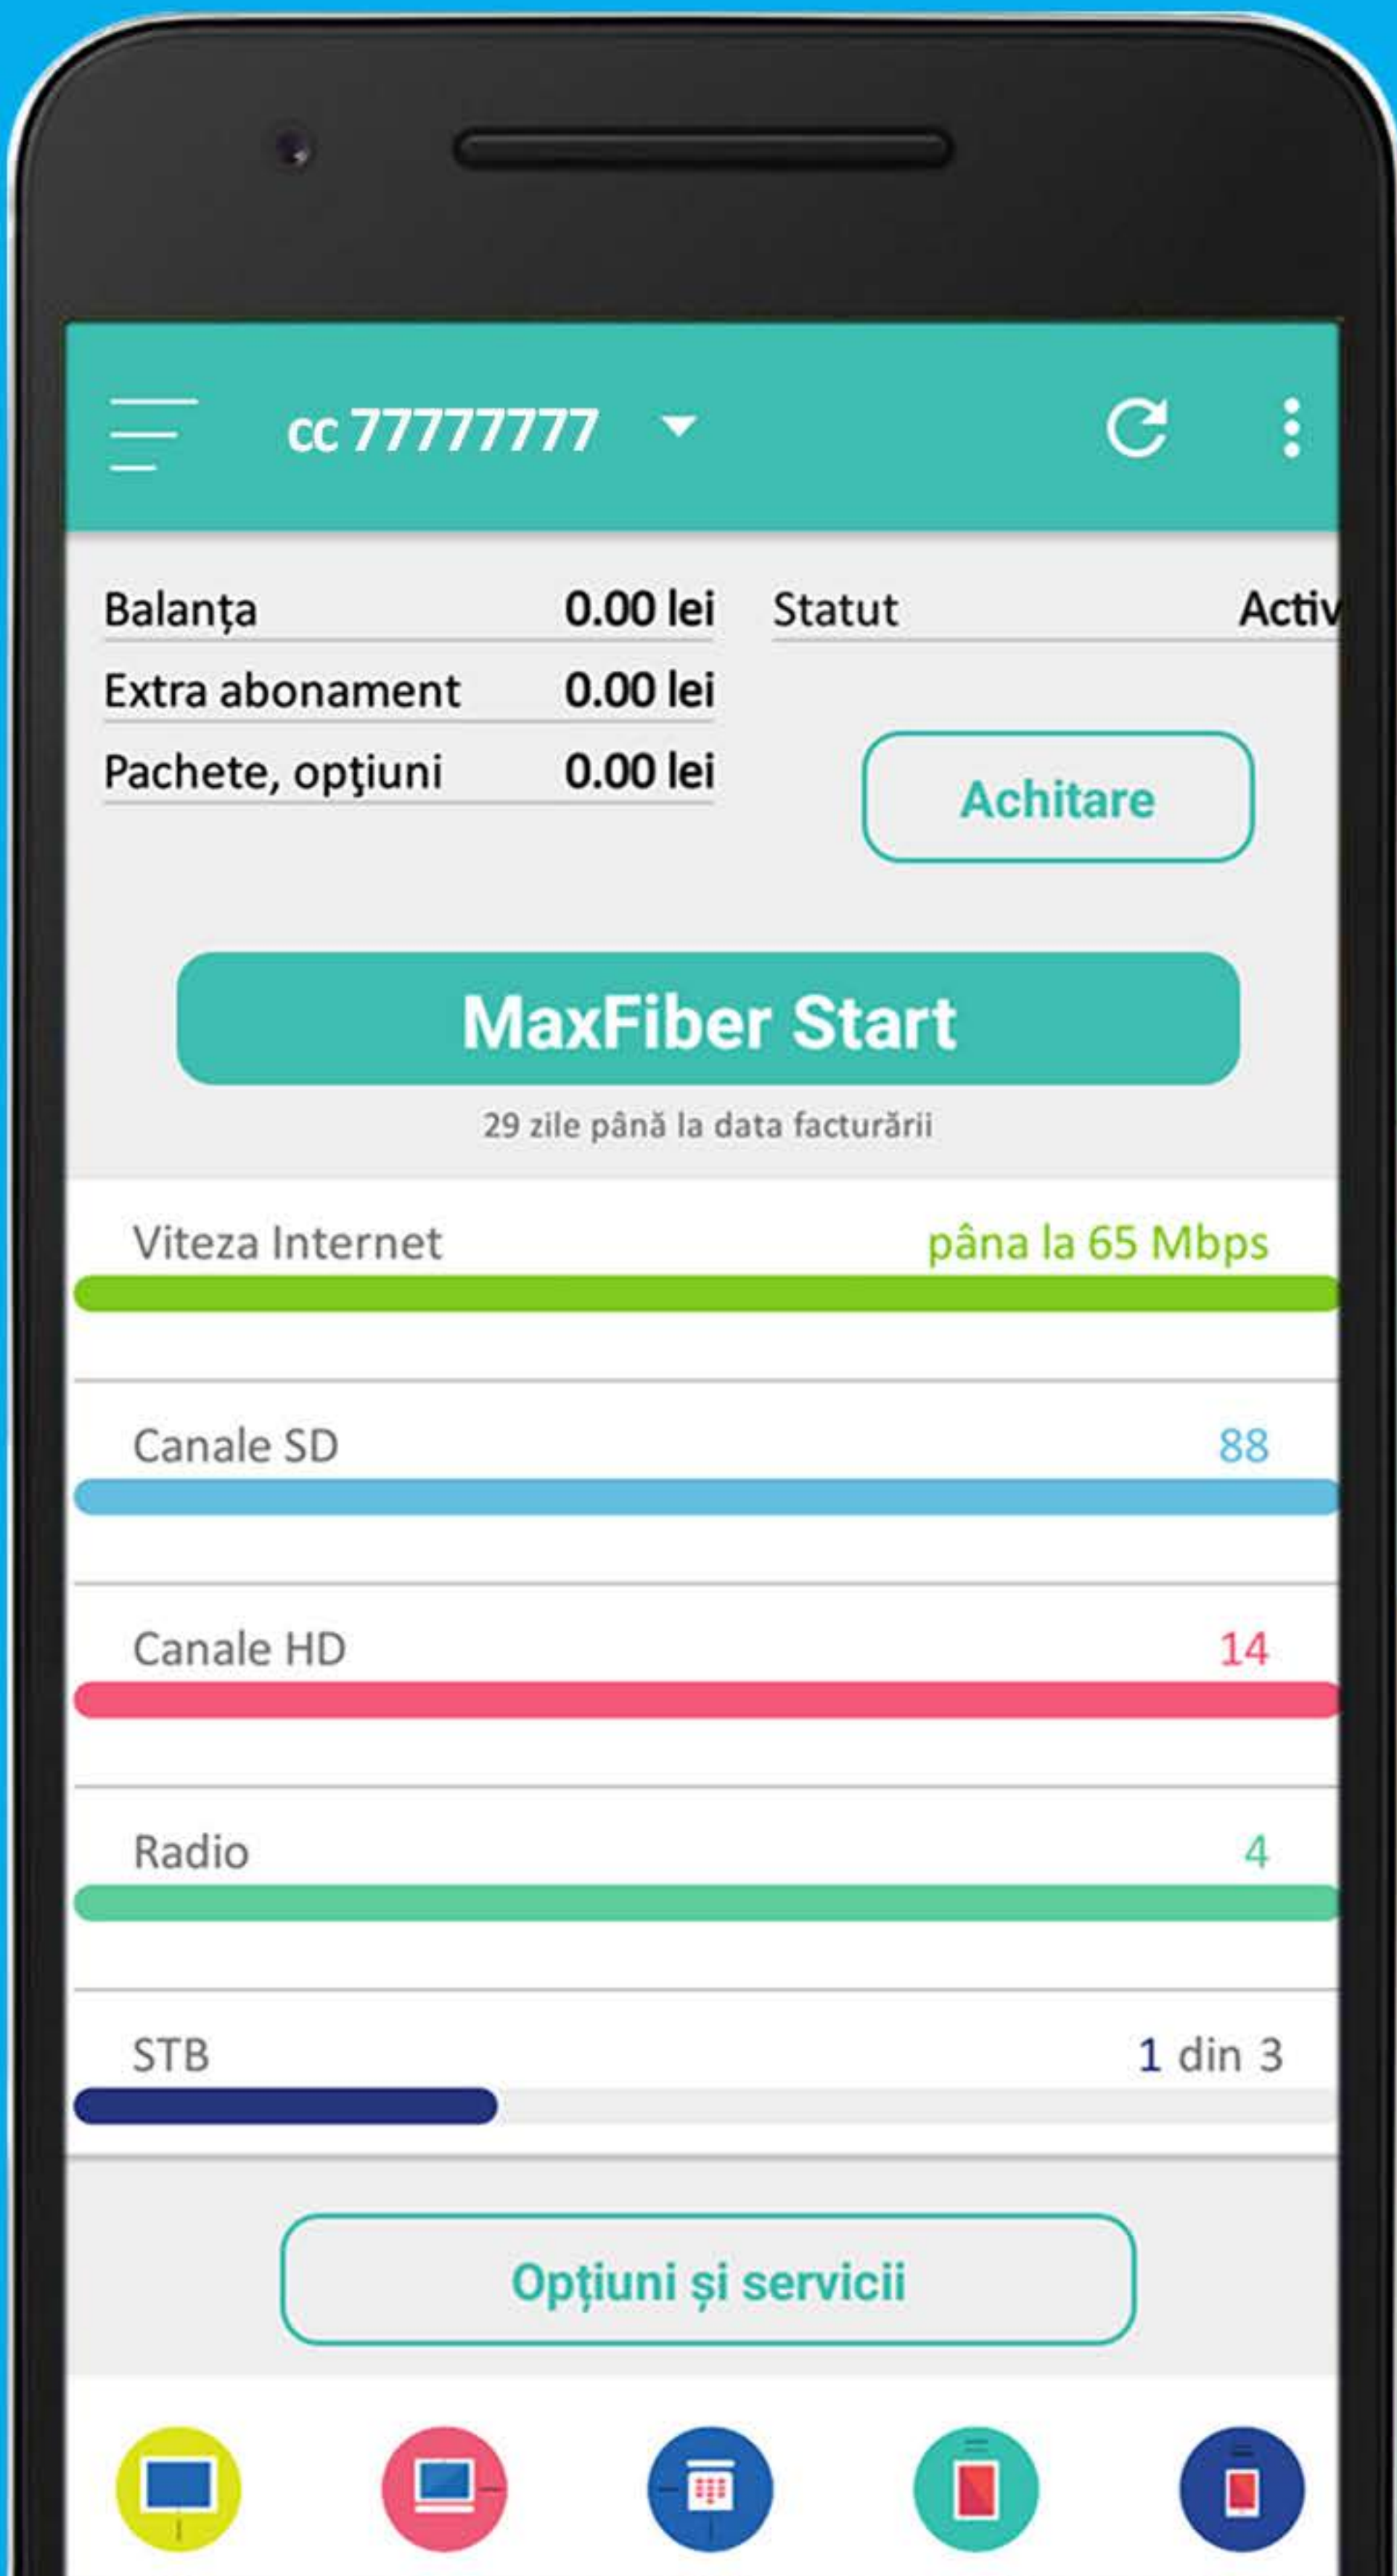 cc 77777777
Balanța 0.00 lei Statut Activ
Extra abonament 0.00 lei
Pachete, opţiuni 0.00 lei
Achitare
MaxFiber Start
29 zile până la data facturării
Viteza Internet pâna la 65 Mbps
Canale SD 88
Canale HD 14
Radio 4
STB 1 din 3
Opțiuni și servicii